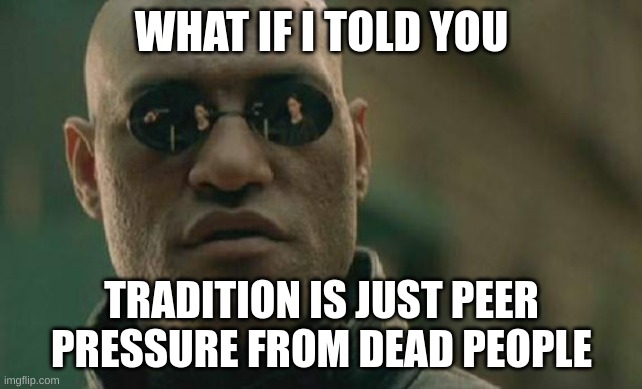 WHAT IF I TOLD YOU
TRADITION IS JUST PEER
PRESSURE FROM DEAD PEOPLE
imgflip.com